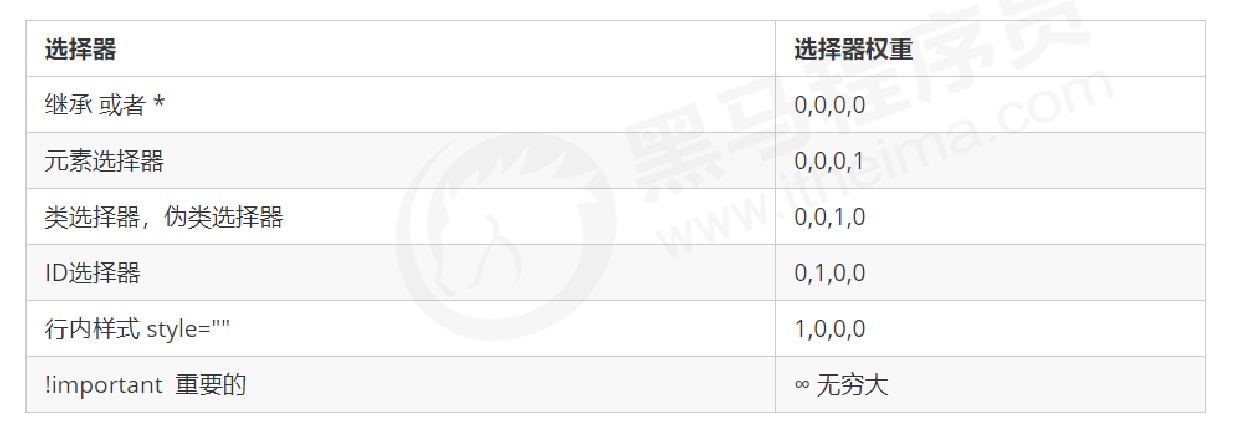 选择器 选择器权重
继承 或者 * 0,0,0,0
元素选择器 0,0,0,1
类选择器，伪类选择器 0,0,1,0
ID选择器 0,1,0,0
行内样式 style="" 1,0,0,0
!important 重要的 ∞ 无穷大
黑马程序员
www.itheima.com